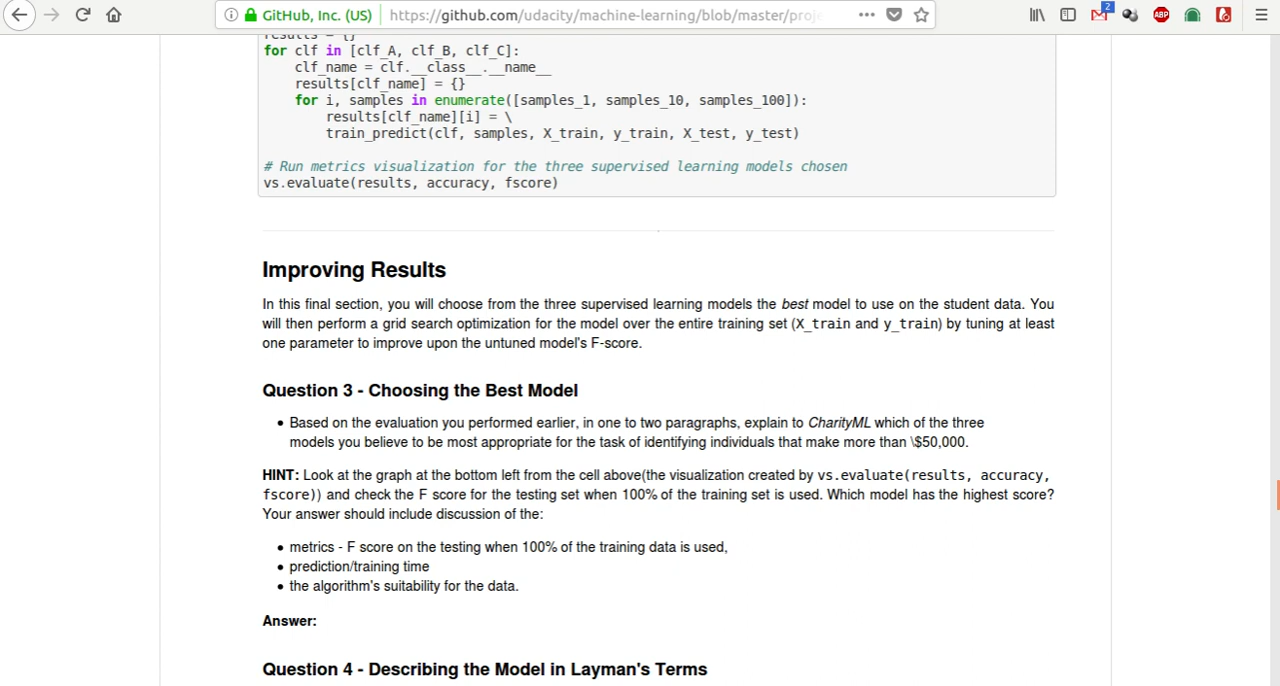 GitHub, Inc. (US) https://github.com/udacity/machine-learning/blob/master/proje
2
ABP
results = {}
for clf in [clf_A, clf_B, clf_C]:
clf_name = clf.__class__.__name__
results[clf_name] = {}
for i, samples in enumerate([samples_1, samples_10, samples_100]):
results[clf_name][i] = \
train_predict(clf, samples, X_train, y_train, X_test, y_test)
# Run metrics visualization for the three supervised learning models chosen
vs.evaluate(results, accuracy, fscore)
Improving Results
In this final section, you will choose from the three supervised learning models the best model to use on the student data. You
will then perform a grid search optimization for the model over the entire training set (X_train and y_train) by tuning at least
one parameter to improve upon the untuned model's F-score.
Question 3 - Choosing the Best Model
• Based on the evaluation you performed earlier, in one to two paragraphs, explain to CharityML which of the three
models you believe to be most appropriate for the task of identifying individuals that make more than \$50,000.
HINT: Look at the graph at the bottom left from the cell above(the visualization created by vs.evaluate(results, accuracy,
fscore)) and check the F score for the testing set when 100% of the training set is used. Which model has the highest score?
Your answer should include discussion of the:
• metrics - F score on the testing when 100% of the training data is used,
• prediction/training time
• the algorithm's suitability for the data.
Answer:
Question 4 - Describing the Model in Layman's Terms